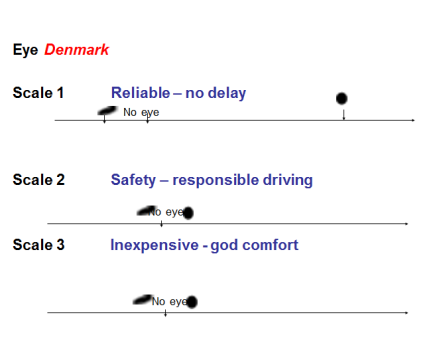 Eye Denmark
Scale 1 Reliable – no delay
No eye
Scale 2 Safety – responsible driving
No eye
Scale 3 Inexpensive - god comfort
No eye